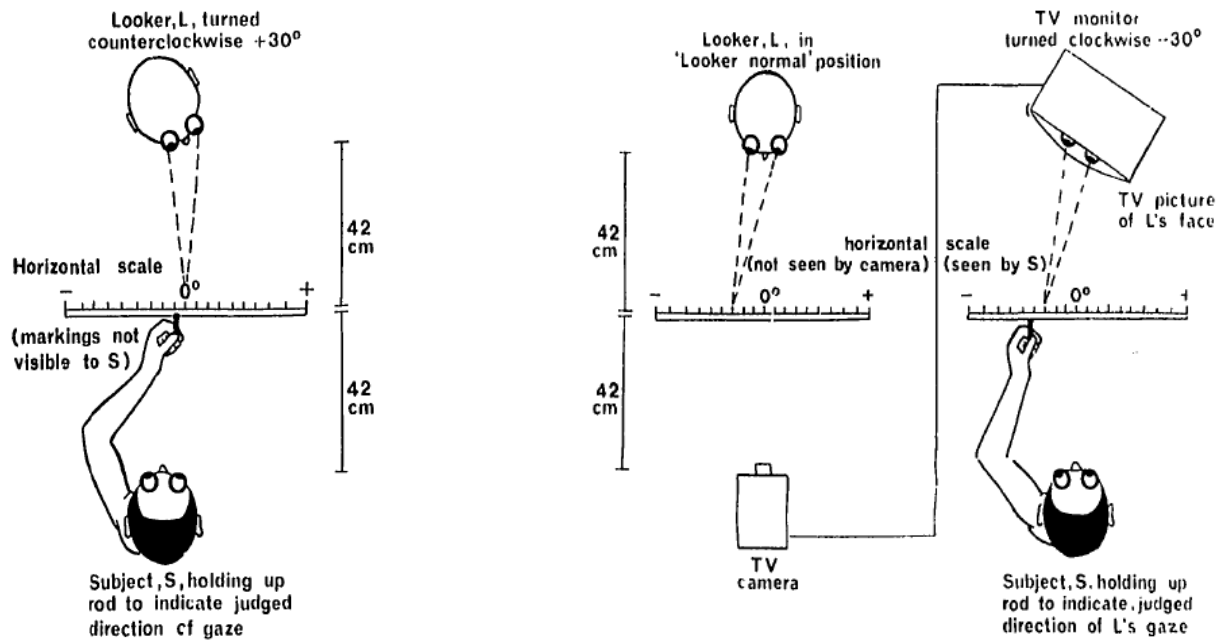 Looker, L, turned
counterclockwise +30°
42
cm
Horizontal scale
0°
-
+
(markings not
visible to S)
42
cm
Subject, S, holding up
rod to indicate judged
direction cf gaze
Looker, L, in
'Looker normal' position
TV monitor
turned clockwise --30°
TV picture
of L's face
42
cm
horizontal scale
(not seen by camera) (seen by S)
-
0°
+
-
0°
+
42
cm
TV
camera
Subject, S. holding up
rod to indicate judged
direction of L's gaze